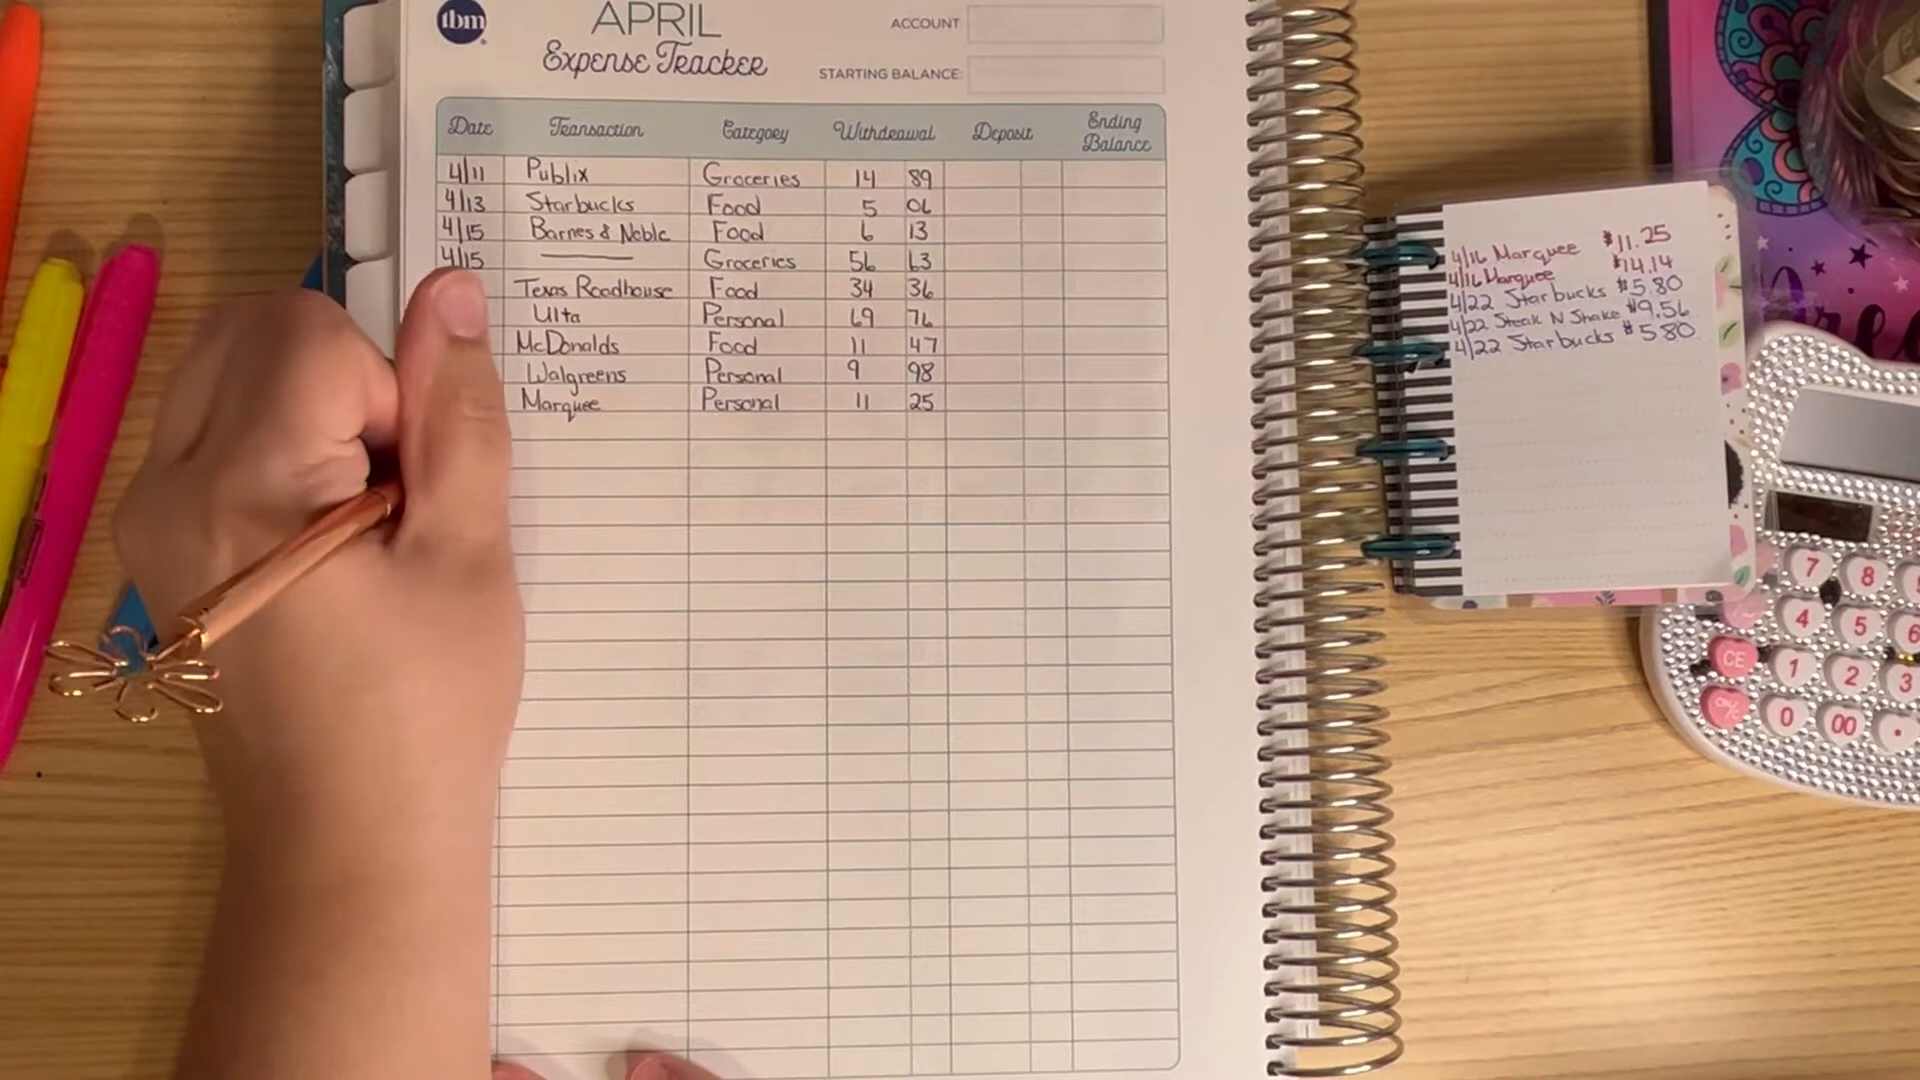 tbm
APRIL
Expense Tracker
ACCOUNT:
STARTING BALANCE:
Date Transaction Category Withdrawal Deposit Ending Balance
4/11 Publix Groceries 14 89
4/13 Starbucks Food 5 06
4/15 Barnes & Noble Food 6 13
4/15 Groceries 56 63
Texas Roadhouse Food 34 36
Ulta Personal 69 76
McDonalds Food 11 47
Walgreens Personal 9 98
Marquee Personal 11 25
4/16 Marquee $11.25
4/16 Marquee $14.14
4/22 Starbucks $5.80
4/22 Steak N Shake $9.56
4/22 Starbucks $5.80
7 8
4 5 6
CE 1 2 3
% 0 00 .